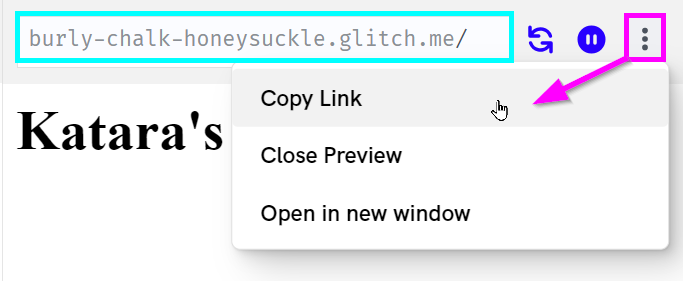 burly-chalk-honeysuckle.glitch.me/
Copy Link
Katara's
Close Preview
Open in new window